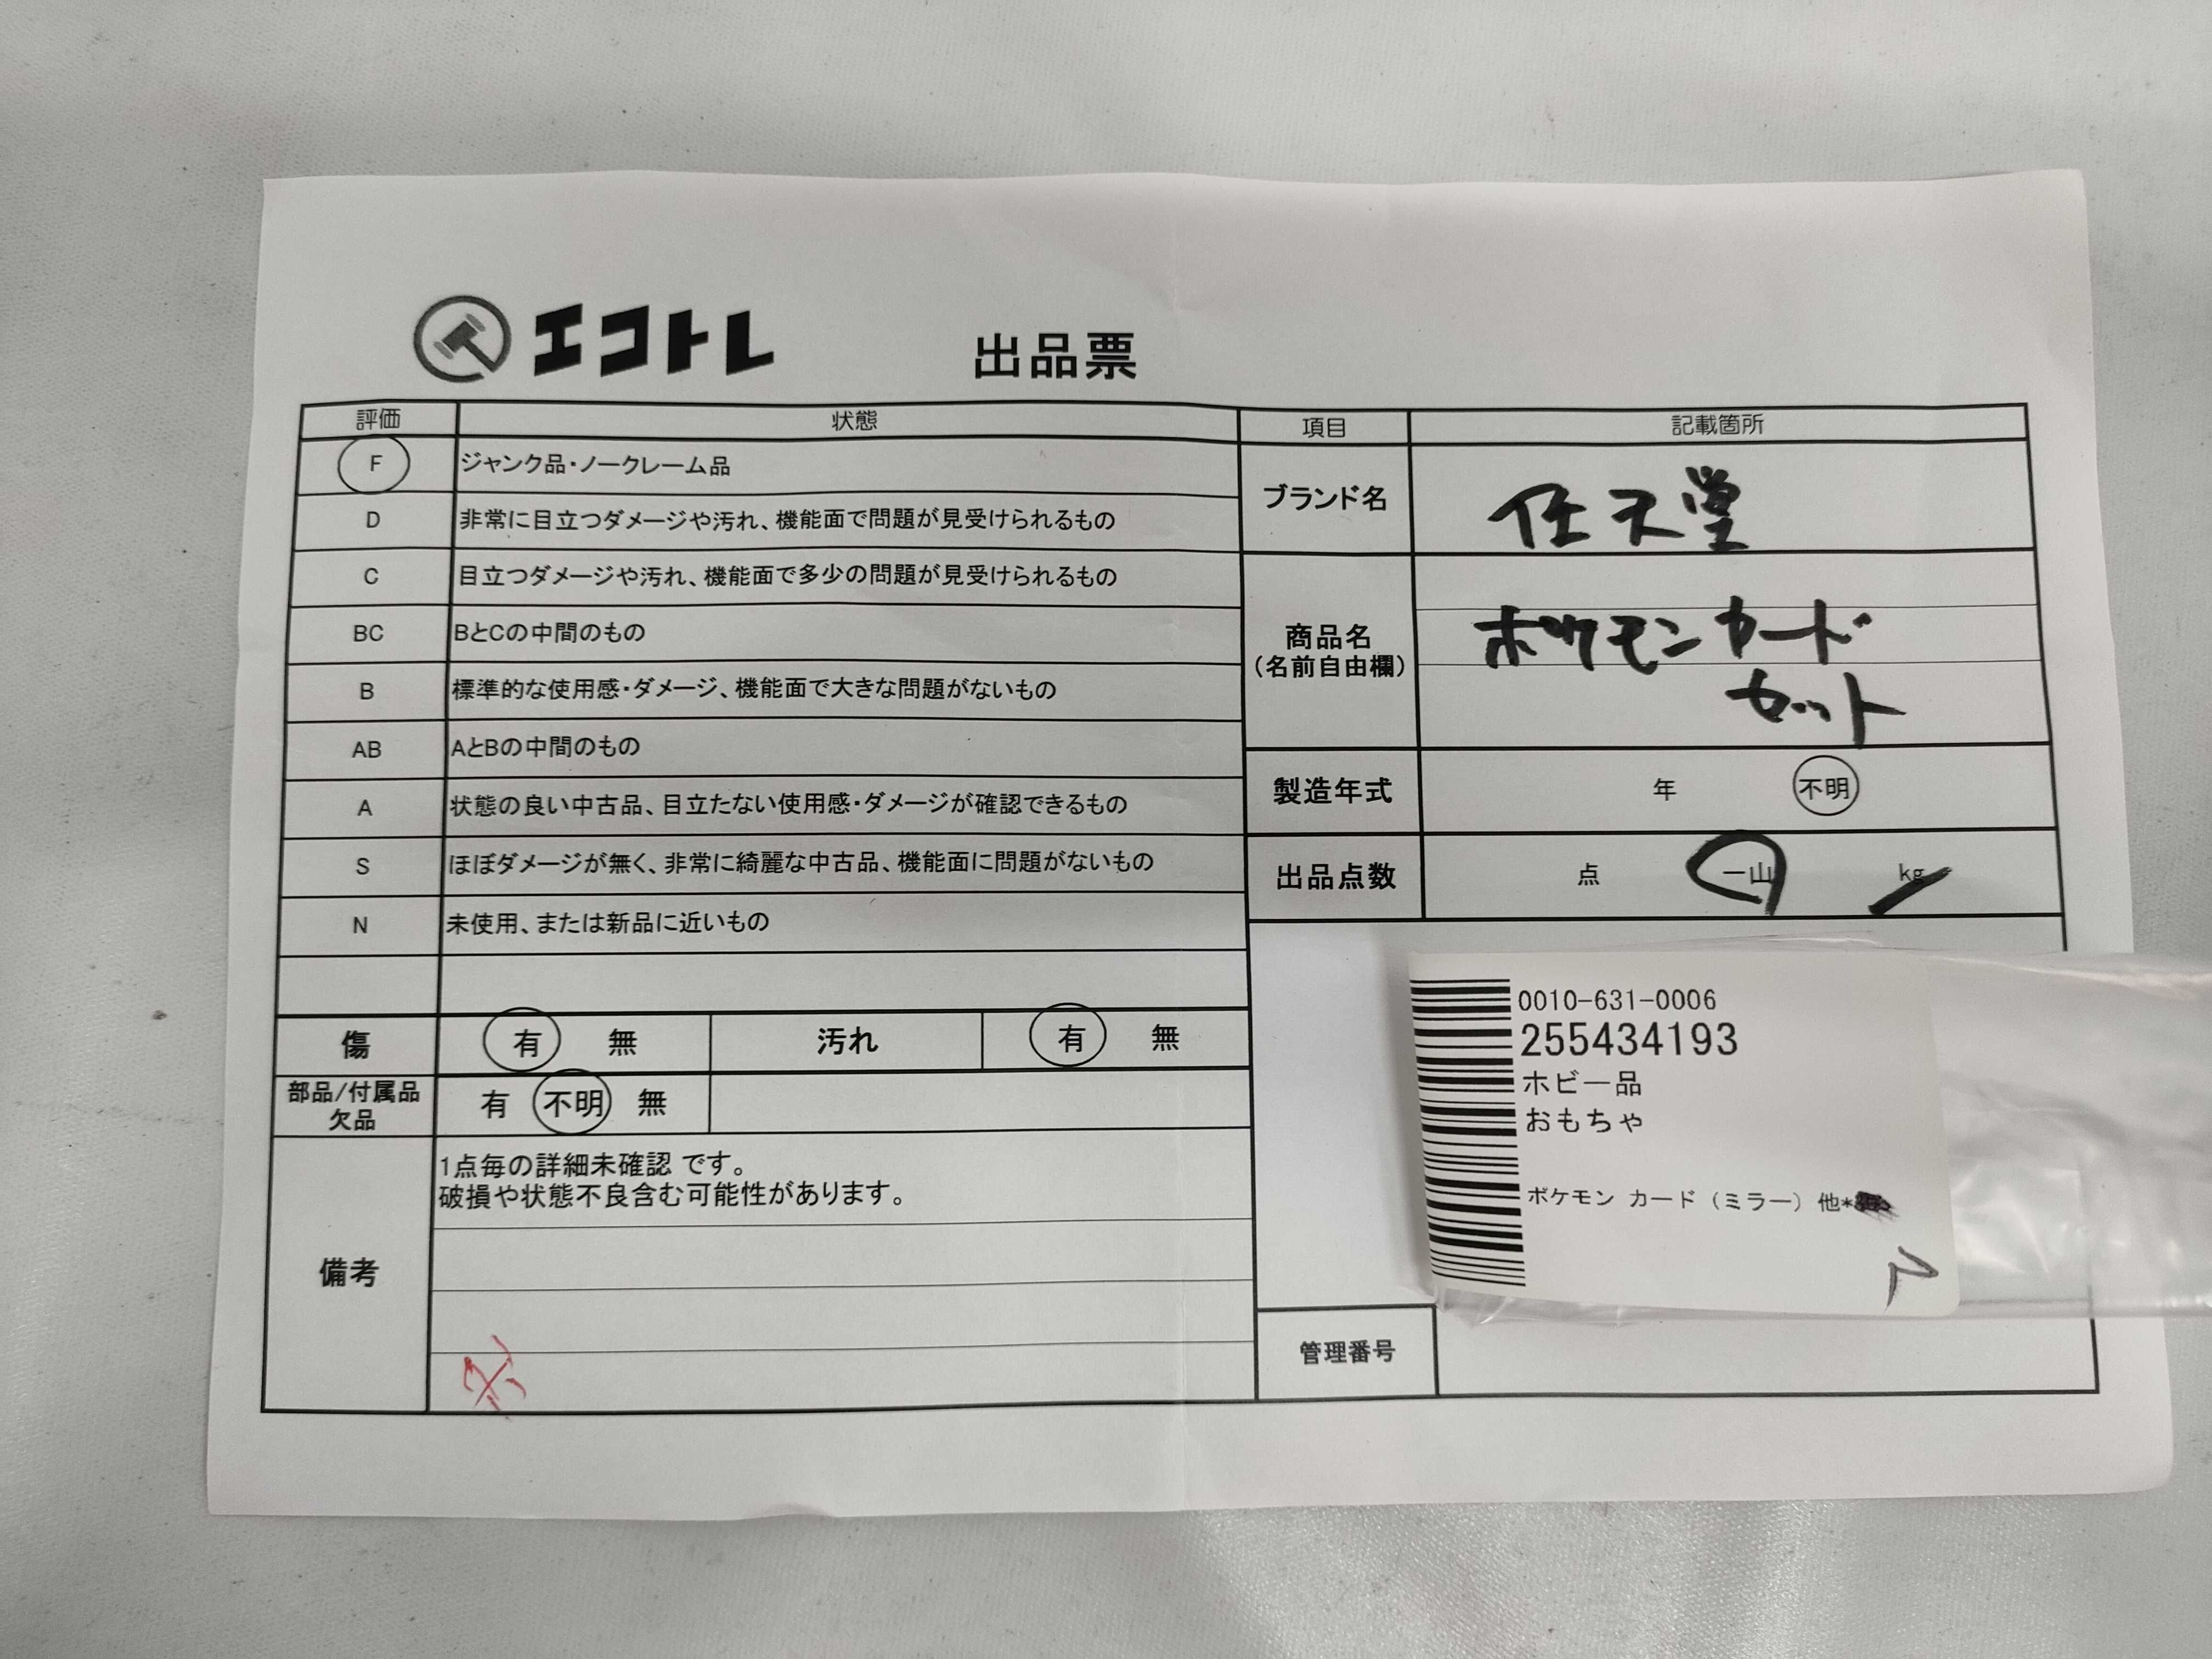 エコトレ 出品票
評価 状態 項目 記載箇所
F ジャンク品・ノークレーム品
D 非常に目立つダメージや汚れ、機能面で問題が見受けられるもの
C 目立つダメージや汚れ、機能面で多少の問題が見受けられるもの
BC BとCの中間のもの
B 標準的な使用感・ダメージ、機能面で大きな問題がないもの
AB AとBの中間のもの
A 状態の良い中古品、目立たない使用感・ダメージが確認できるもの
S ほぼダメージが無く、非常に綺麗な中古品、機能面に問題がないもの
N 未使用、または新品に近いもの
傷 有 無 汚れ 有 無
部品/付属品
欠品
有 不明 無
備考
1点毎の詳細未確認 です。
破損や状態不良含む可能性があります。
ブランド名 任天堂
商品名
(名前自由欄)
ポケモンカード
セット
製造年式 年 不明
出品点数 点 一山 kg
0010-631-0006
255434193
ホビー品
おもちゃ
ポケモン カード（ミラー）他*
管理番号